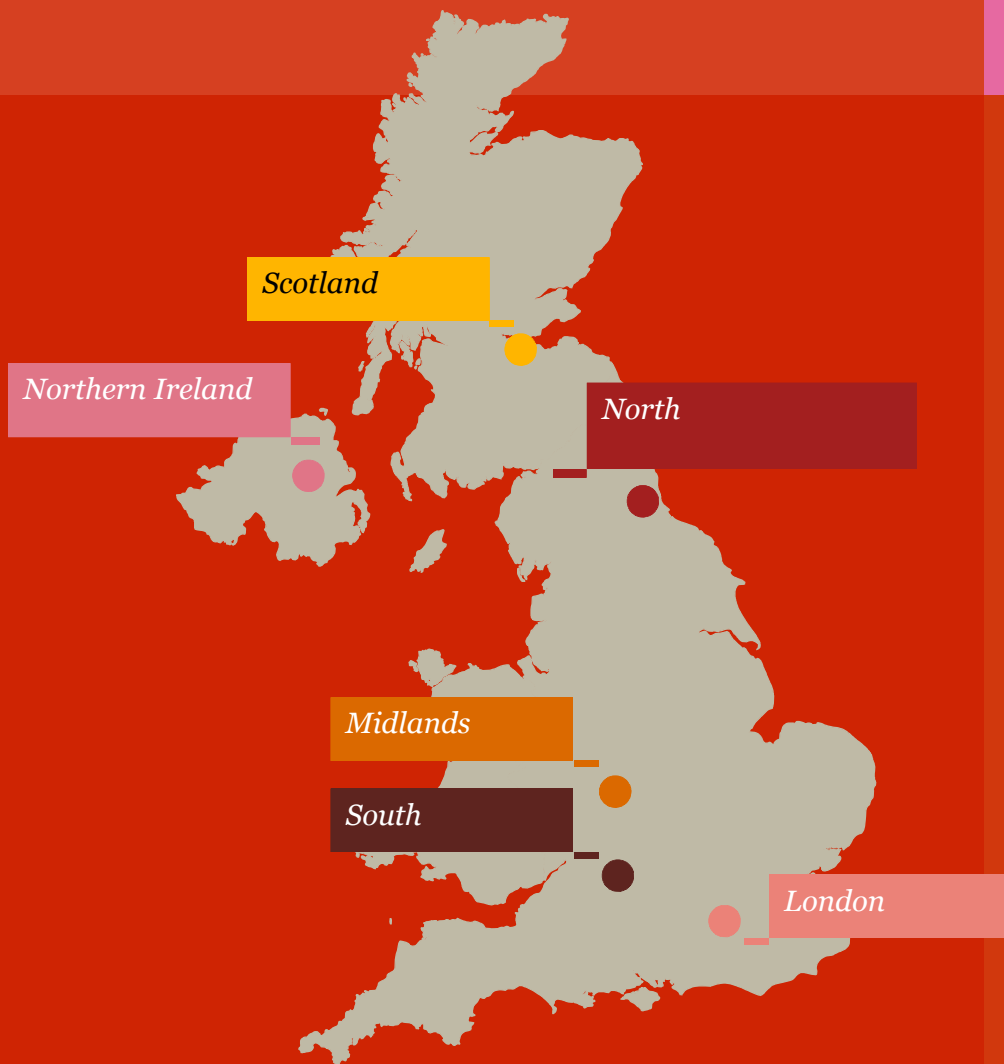 Scotland
Northern Ireland
North
Midlands
South
London